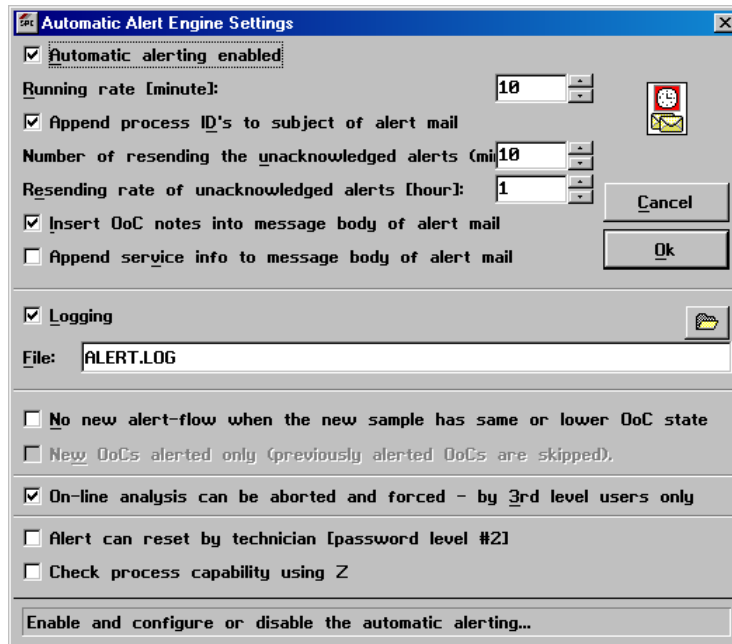 Automatic Alert Engine Settings
Automatic alerting enabled
Running rate [minute]: 10
Append process ID's to subject of alert mail
Number of resending the unacknowledged alerts (mi 10
Resending rate of unacknowledged alerts [hour]: 1
Cancel
Insert OoC notes into message body of alert mail
Ok
Append service info to message body of alert mail
Logging
File: ALERT.LOG
No new alert-flow when the new sample has same or lower OoC state
New OoCs alerted only (previously alerted OoCs are skipped).
On-line analysis can be aborted and forced - by 3rd level users only
Alert can reset by technician [password level #2]
Check process capability using Z
Enable and configure or disable the automatic alerting...